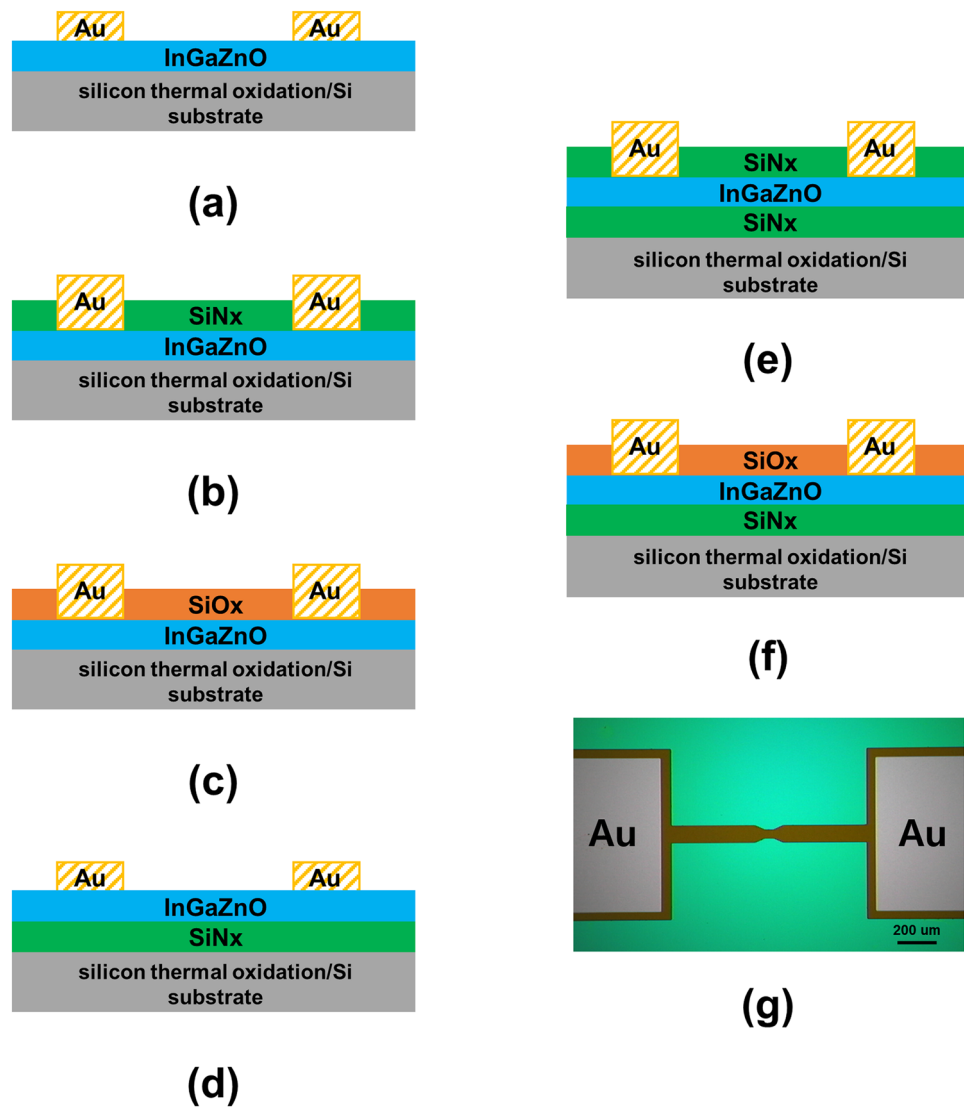 Au Au
InGaZnO
silicon thermal oxidation/Si
substrate
(a)
Au Au
SiNx
InGaZnO
silicon thermal oxidation/Si
substrate
(b)
Au Au
SiOx
InGaZnO
silicon thermal oxidation/Si
substrate
(c)
Au Au
InGaZnO
SiNx
silicon thermal oxidation/Si
substrate
(d)
Au Au
SiNx
InGaZnO
SiNx
silicon thermal oxidation/Si
substrate
(e)
Au Au
SiOx
InGaZnO
SiNx
silicon thermal oxidation/Si
substrate
(f)
Au Au
200 um
(g)